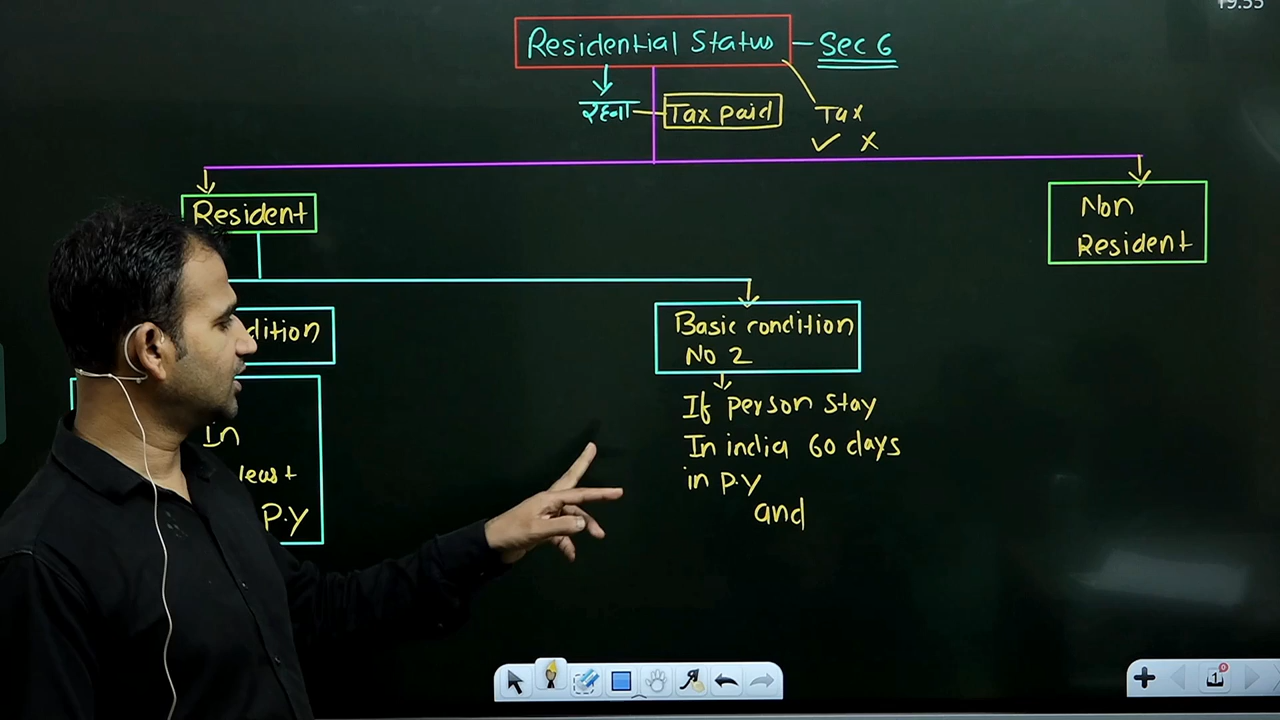 Residential Status
Sec 6
रहना
Tax paid
Tax
✓ X
Resident
Non
Resident
Basic condition
No 2
If person stay
In india 60 days
in P.Y
and
In
least
P.Y
1